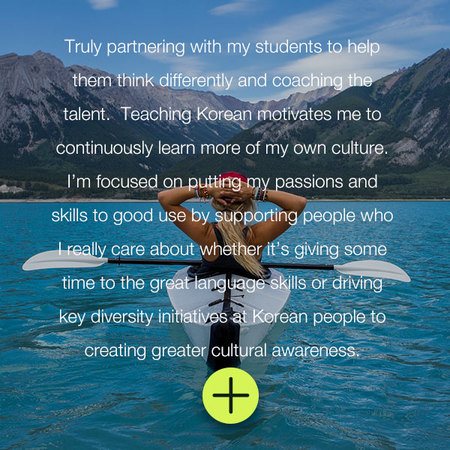 Truly partnering with my students to help
them think differently and coaching the
talent.  Teaching Korean motivates me to
continuously learn more of my own culture.
I’m focused on putting my passions and
skills to good use by supporting people who
I really care about whether it’s giving some
time to the great language skills or driving
key diversity initiatives at Korean people to
creating greater cultural awareness.